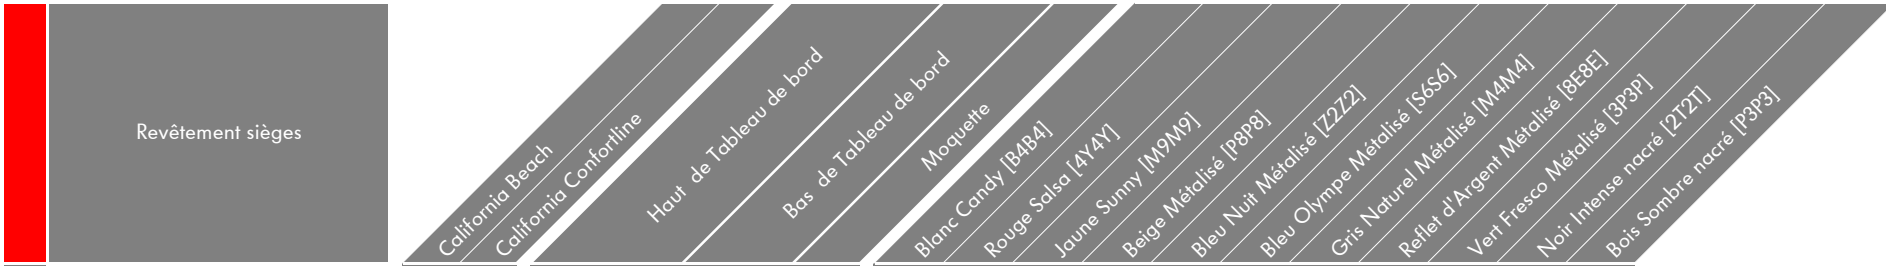 Revêtement sièges
California Beach
California Confortline
Haut de Tableau de bord
Bas de Tableau de bord
Moquette
Blanc Candy [B4B4]
Rouge Salsa [4Y4Y]
Jaune Sunny [M9M9]
Beige Métalisé [P8P8]
Bleu Nuit Métalisé [Z2Z2]
Bleu Olympe Métalisé [S6S6]
Gris Naturel Métalisé [M4M4]
Reflet d'Argent Métalisé [8E8E]
Vert Fresco Métalisé [3P3P]
Noir Intense nacré [2T2T]
Bois Sombre nacré [P3P3]